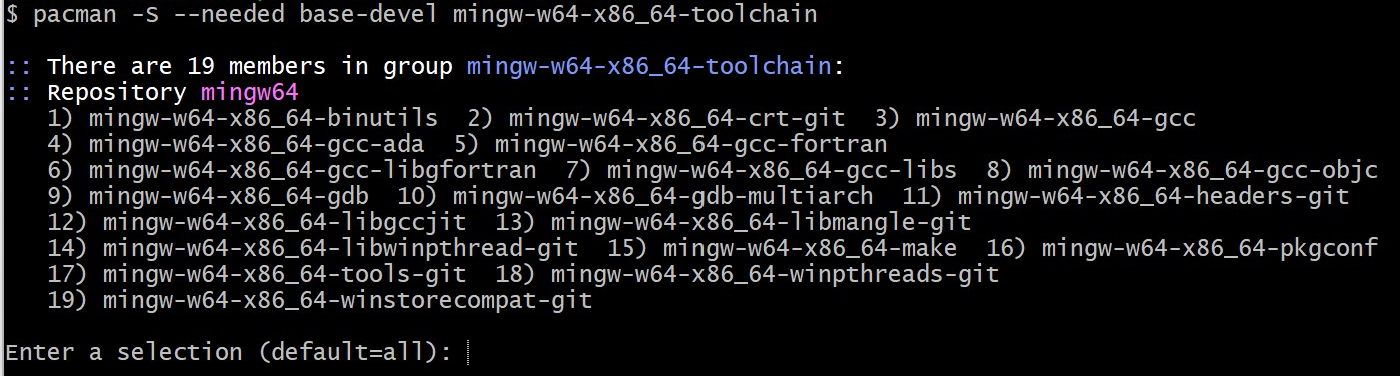 $ pacman -S --needed base-devel mingw-w64-x86_64-toolchain
:: There are 19 members in group mingw-w64-x86_64-toolchain:
:: Repository mingw64
1) mingw-w64-x86_64-binutils 2) mingw-w64-x86_64-crt-git 3) mingw-w64-x86_64-gcc
4) mingw-w64-x86_64-gcc-ada 5) mingw-w64-x86_64-gcc-fortran
6) mingw-w64-x86_64-gcc-libgfortran 7) mingw-w64-x86_64-gcc-libs 8) mingw-w64-x86_64-gcc-objc
9) mingw-w64-x86_64-gdb 10) mingw-w64-x86_64-gdb-multiarch 11) mingw-w64-x86_64-headers-git
12) mingw-w64-x86_64-libgccjit 13) mingw-w64-x86_64-libmangle-git
14) mingw-w64-x86_64-libwinpthread-git 15) mingw-w64-x86_64-make 16) mingw-w64-x86_64-pkgconf
17) mingw-w64-x86_64-tools-git 18) mingw-w64-x86_64-winpthreads-git
19) mingw-w64-x86_64-winstorecompat-git
Enter a selection (default=all):